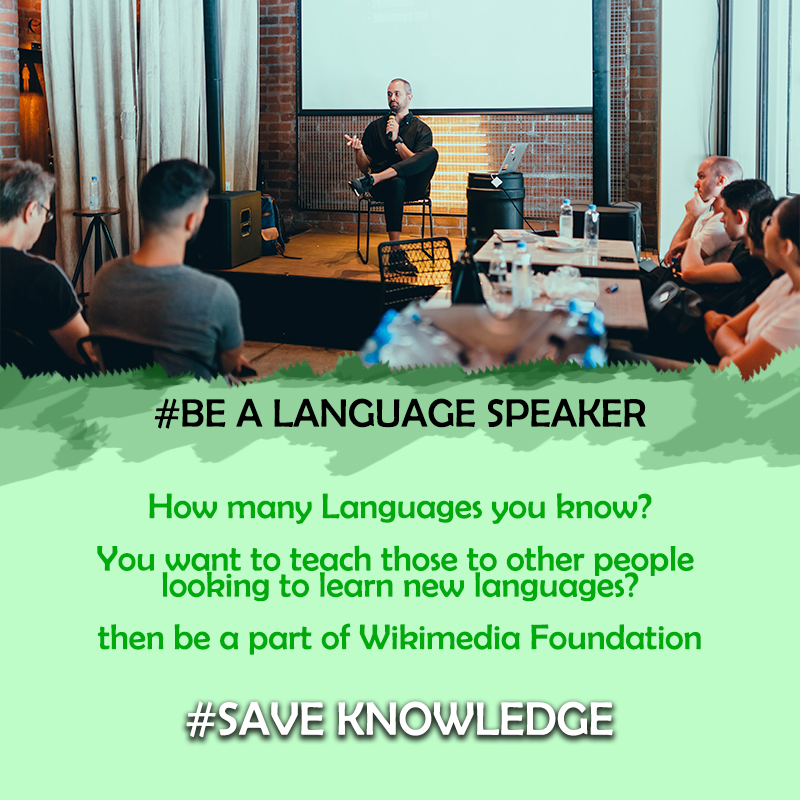 #BE A LANGUAGE SPEAKER
How many Languages you know?
You want to teach those to other people
looking to learn new languages?
then be a part of Wikimedia Foundation
#SAVE KNOWLEDGE